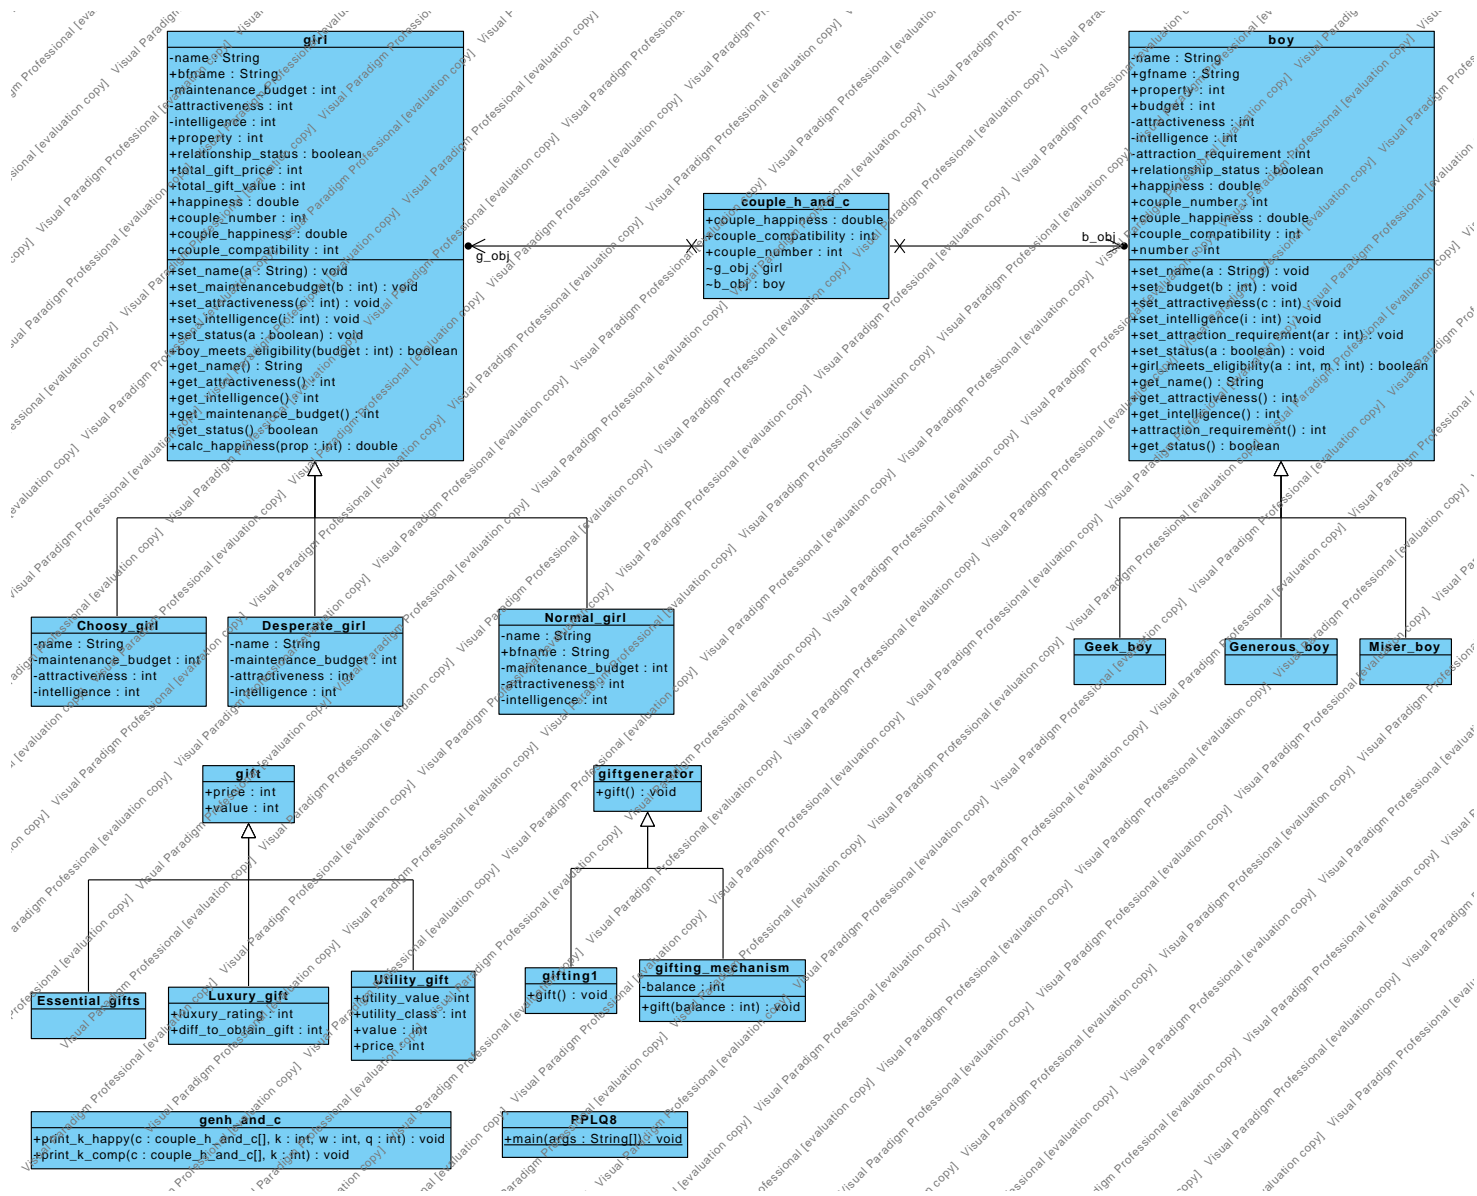 girl
-name : String
+bfname : String
-maintenance_budget : int
-attractiveness : int
-intelligence : int
+property : int
+relationship_status : boolean
+total_gift_price : int
+total_gift_value : int
+happiness : double
+couple_number : int
+couple_happiness : double
+couple_compatibility : int
+set_name(a : String) : void
+set_maintenancebudget(b : int) : void
+set_attractiveness(c : int) : void
+set_intelligence(i : int) : void
+set_status(a : boolean) : void
+boy_meets_eligibility(budget : int) : boolean
+get_name() : String
+get_attractiveness() : int
+get_intelligence() : int
+get_maintenance_budget() : int
+get_status() : boolean
+calc_happiness(prop : int) : double
g_obj
couple_h_and_c
+couple_happiness : double
+couple_compatibility : int
+couple_number : int
~g_obj : girl
~b_obj : boy
b_obj
boy
-name : String
+gfname : String
+property : int
+budget : int
-attractiveness : int
-intelligence : int
-attraction_requirement : int
+relationship_status : boolean
+happiness : double
+couple_number : int
+couple_happiness : double
+couple_compatibility : int
+number : int
+set_name(a : String) : void
+set_budget(b : int) : void
+set_attractiveness(c : int) : void
+set_intelligence(i : int) : void
+set_attraction_requirement(ar : int) : void
+set_status(a : boolean) : void
+girl_meets_eligibility(a : int, m : int) : boolean
+get_name() : String
+get_attractiveness() : int
+get_intelligence() : int
+attraction_requirement() : int
+get_status() : boolean
Choosy_girl
-name : String
-maintenance_budget : int
-attractiveness : int
-intelligence : int
Desperate_girl
-name : String
-maintenance_budget : int
-attractiveness : int
-intelligence : int
Normal_girl
-name : String
+bfname : String
-maintenance_budget : int
-attractiveness : int
-intelligence : int
Geek_boy
Generous_boy
Miser_boy
gift
+price : int
+value : int
giftgenerator
+gift() : void
Essential_gifts
Luxury_gift
+luxury_rating : int
+diff_to_obtain_gift : int
Utility_gift
+utility_value : int
+utility_class : int
+value : int
+price : int
gifting1
+gift() : void
gifting_mechanism
-balance : int
+gift(balance : int) : void
genh_and_c
+print_k_happy(c : couple_h_and_c[], k : int, w : int, q : int) : void
+print_k_comp(c : couple_h_and_c[], k : int) : void
PPLQ8
+main(args : String[]) : void
Visual Paradigm Professional [evaluation copy]